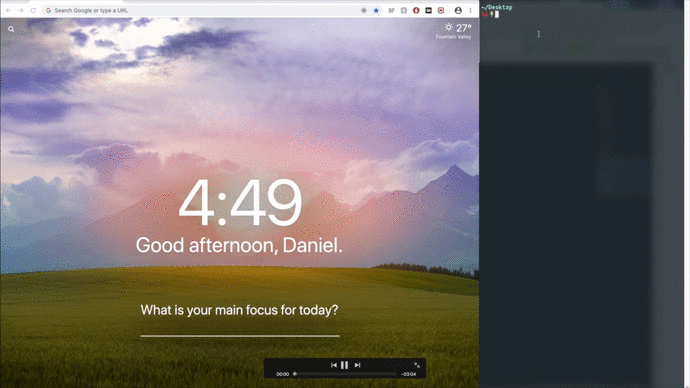 Search Google or type a URL
27°
Fountain Valley
4:49
Good afternoon, Daniel.
What is your main focus for today?
00:00
-03:04
~/Desktop